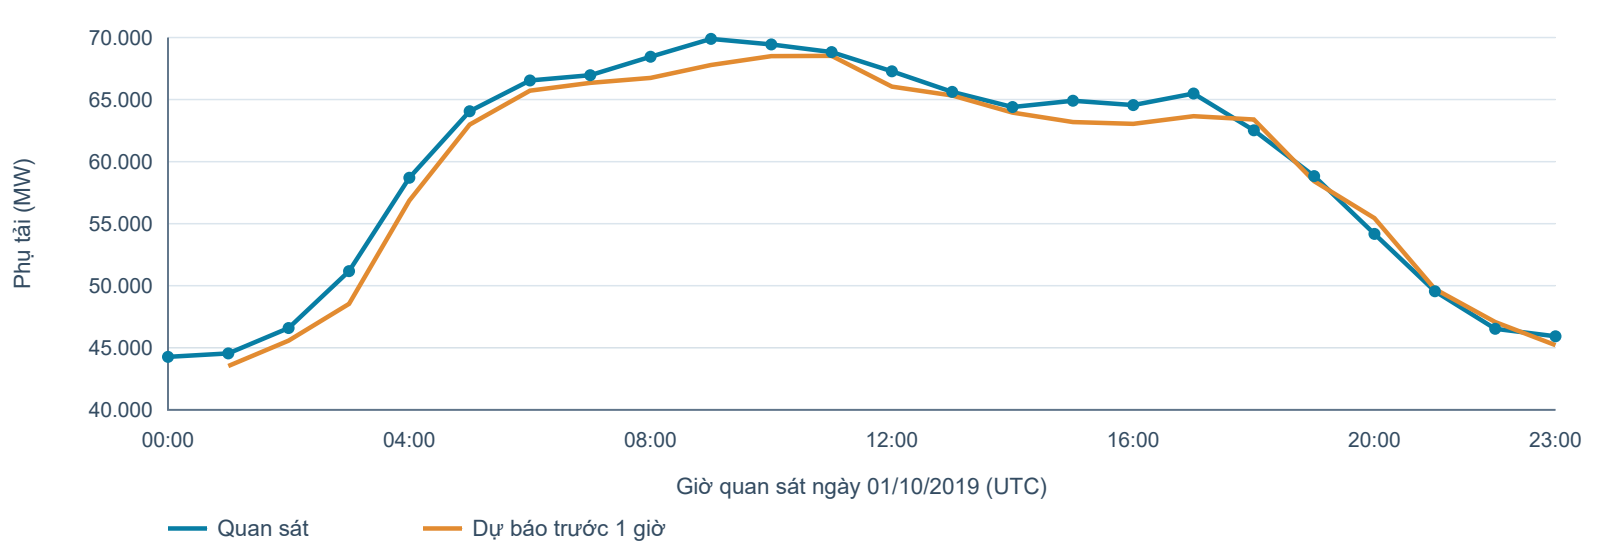 70.000
65.000
60.000
55.000
50.000
45.000
40.000
Phụ tải (MW)
00:00 04:00 08:00 12:00 16:00 20:00 23:00
Giờ quan sát ngày 01/10/2019 (UTC)
Quan sát Dự báo trước 1 giờ